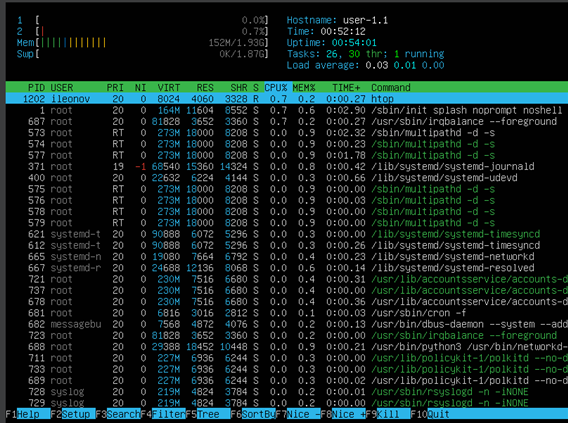 1 [ 0.0%] Hostname: user-1.1
2 [| 0.7%] Time: 00:52:12
Mem[|||||||||||| 152M/1.93G] Uptime: 00:54:01
Swp[ 0K/1.87G] Tasks: 26, 30 thr; 1 running
Load average: 0.03 0.01 0.00
PID USER PRI NI VIRT RES SHR S CPU% MEM% TIME+ Command
1202 ileonov 20 0 8024 4060 3328 R 0.7 0.2 0:00.27 htop
1 root 20 0 164M 11604 8552 S 0.7 0.6 0:02.90 /sbin/init splash noprompt noshell
687 root 20 0 81828 3652 3360 S 0.7 0.2 0:00.27 /usr/sbin/irqbalance --foreground
573 root RT 0 273M 18000 8208 S 0.0 0.9 0:02.32 /sbin/multipathd -d -s
574 root RT 0 273M 18000 8208 S 0.0 0.9 0:00.23 /sbin/multipathd -d -s
577 root RT 0 273M 18000 8208 S 0.0 0.9 0:01.78 /sbin/multipathd -d -s
371 root 19 -1 68540 15360 14324 S 0.0 0.8 0:00.42 /lib/systemd/systemd-journald
400 root 20 0 22632 6224 4144 S 0.0 0.3 0:00.66 /lib/systemd/systemd-udevd
575 root RT 0 273M 18000 8208 S 0.0 0.9 0:00.00 /sbin/multipathd -d -s
576 root RT 0 273M 18000 8208 S 0.0 0.9 0:00.00 /sbin/multipathd -d -s
578 root RT 0 273M 18000 8208 S 0.0 0.9 0:00.00 /sbin/multipathd -d -s
579 root RT 0 273M 18000 8208 S 0.0 0.9 0:00.00 /sbin/multipathd -d -s
621 systemd-t 20 0 90888 6072 5296 S 0.0 0.3 0:00.00 /lib/systemd/systemd-timesyncd
612 systemd-t 20 0 90888 6072 5296 S 0.0 0.3 0:00.26 /lib/systemd/systemd-timesyncd
665 systemd-n 20 0 19080 7664 6792 S 0.0 0.4 0:00.23 /lib/systemd/systemd-networkd
667 systemd-r 20 0 24688 12136 8068 S 0.0 0.6 0:00.14 /lib/systemd/systemd-resolved
721 root 20 0 230M 7516 6680 S 0.0 0.4 0:00.31 /usr/lib/accountsservice/accounts-d
737 root 20 0 230M 7516 6680 S 0.0 0.4 0:00.00 /usr/lib/accountsservice/accounts-d
678 root 20 0 230M 7516 6680 S 0.0 0.4 0:00.36 /usr/lib/accountsservice/accounts-d
681 root 20 0 6816 3016 2812 S 0.0 0.1 0:00.03 /usr/sbin/cron -f
682 messagebu 20 0 7568 4872 4076 S 0.0 0.2 0:00.13 /usr/bin/dbus-daemon --system --add
723 root 20 0 81828 3652 3360 S 0.0 0.2 0:00.00 /usr/sbin/irqbalance --foreground
688 root 20 0 29388 18452 10448 S 0.0 0.9 0:00.21 /usr/bin/python3 /usr/bin/networkd-
711 root 20 0 227M 6936 6244 S 0.0 0.3 0:00.00 /usr/lib/policykit-1/polkitd --no-d
733 root 20 0 227M 6936 6244 S 0.0 0.3 0:00.00 /usr/lib/policykit-1/polkitd --no-d
689 root 20 0 227M 6936 6244 S 0.0 0.3 0:00.02 /usr/lib/policykit-1/polkitd --no-d
728 syslog 20 0 219M 4824 3784 S 0.0 0.2 0:00.01 /usr/sbin/rsyslogd -n -iNONE
729 syslog 20 0 219M 4824 3784 S 0.0 0.2 0:00.00 /usr/sbin/rsyslogd -n -iNONE
F1Help F2Setup F3SearchF4FilterF5Tree F6SortByF7Nice -F8Nice +F9Kill F10Quit